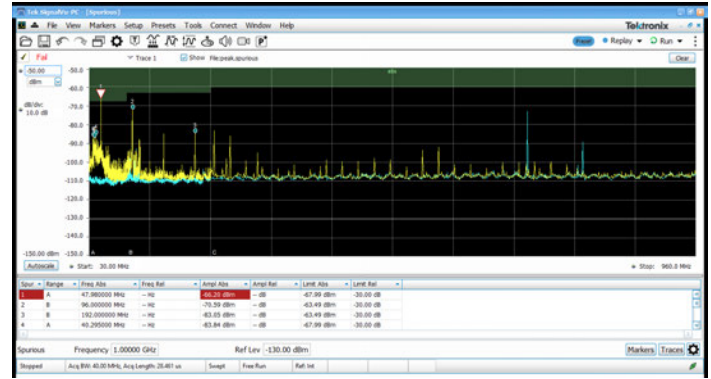 Tek SignalVu PC - [Spurious]
File View Markers Setup Presets Tools Connect Window Help Tektronix
Preset Replay Run
Fail Trace 1 Show File:peak,spurious Clear
-50.00 -50.0
dBm -60.0
dB/div: -70.0
10.0 dB
-80.0
-90.0
-100.0
-110.0
-120.0
-130.0
-140.0
-150.00 dBm -150.0 A B C
Autoscale Start: 30.00 MHz Stop: 960.0 MHz
Spur Range Freq Abs Freq Rel Ampl Abs Ampl Rel Limit Abs Limit Rel
1 A 47.980000 MHz -- Hz -66.20 dBm -- dB -67.99 dBm -30.00 dB
2 B 96.000000 MHz -- Hz -70.59 dBm -- dB -63.49 dBm -30.00 dB
3 B 192.000000 MHz -- Hz -83.05 dBm -- dB -63.49 dBm -30.00 dB
4 A 40.295000 MHz -- Hz -83.84 dBm -- dB -67.99 dBm -30.00 dB
Spurious Frequency 1.00000 GHz Ref Lev -130.00 dBm Markers Traces
Stopped Acq BW: 40.00 MHz, Acq Length: 28.461 us Swept Free Run Ref: Int